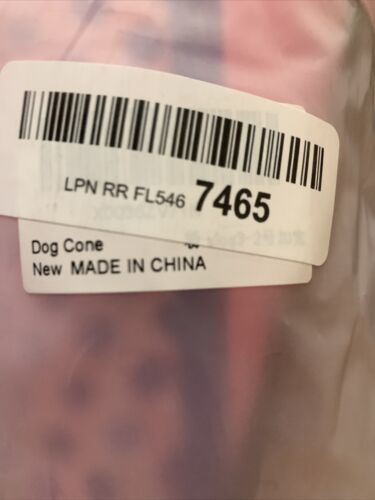 LPN RR FL546 7465
Dog Cone
New MADE IN CHINA